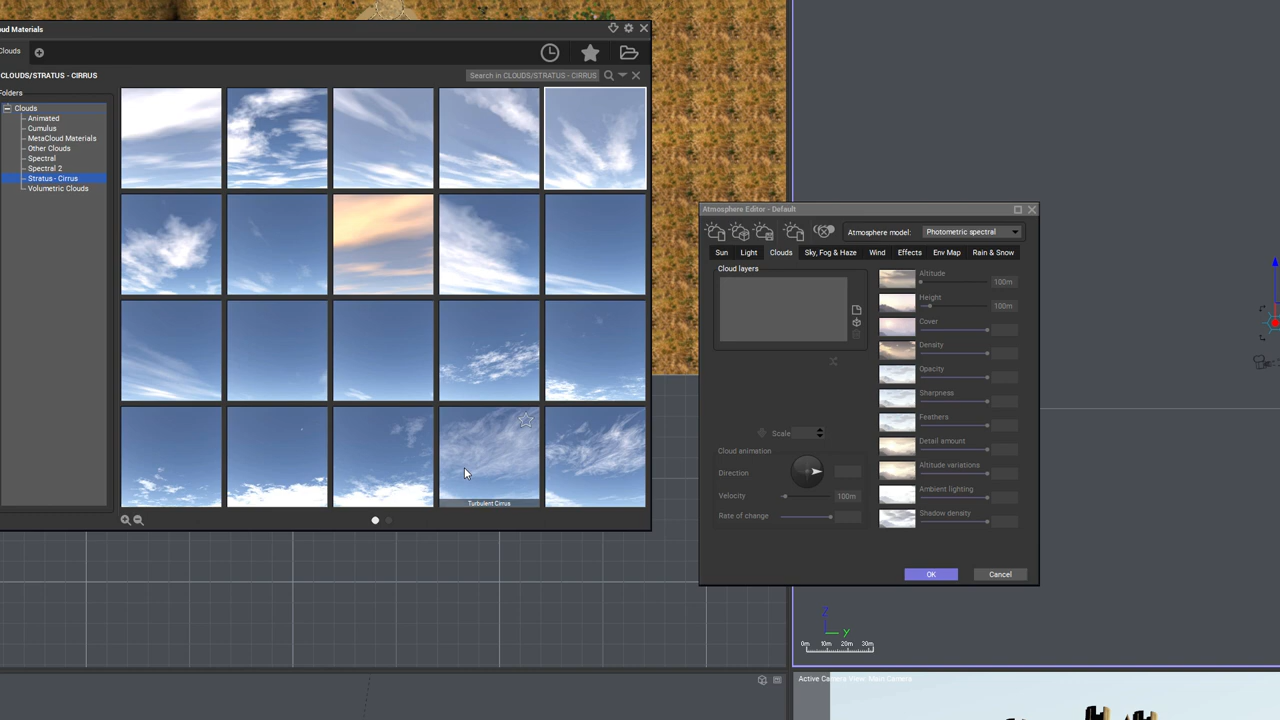 oud Materials
Clouds
CLOUDS/STRATUS - CIRRUS
Search in CLOUDS/STRATUS - CIRRUS
Folders
Clouds
Animated
Cumulus
MetaCloud Materials
Other Clouds
Spectral
Spectral 2
Stratus - Cirrus
Volumetric Clouds
Turbulent Cirrus
Atmosphere Editor - Default
Atmosphere model: Photometric spectral
Sun Light Clouds Sky, Fog & Haze Wind Effects Env Map Rain & Snow
Cloud layers
Altitude
100m
Height
100m
Cover
Density
Opacity
Sharpness
Feathers
Detail amount
Altitude variations
Ambient lighting
Shadow density
Scale
Cloud animation
Direction
Velocity 100m
Rate of change
OK Cancel
Z
Y
0m 10m 20m 30m
Active Camera View: Main Camera